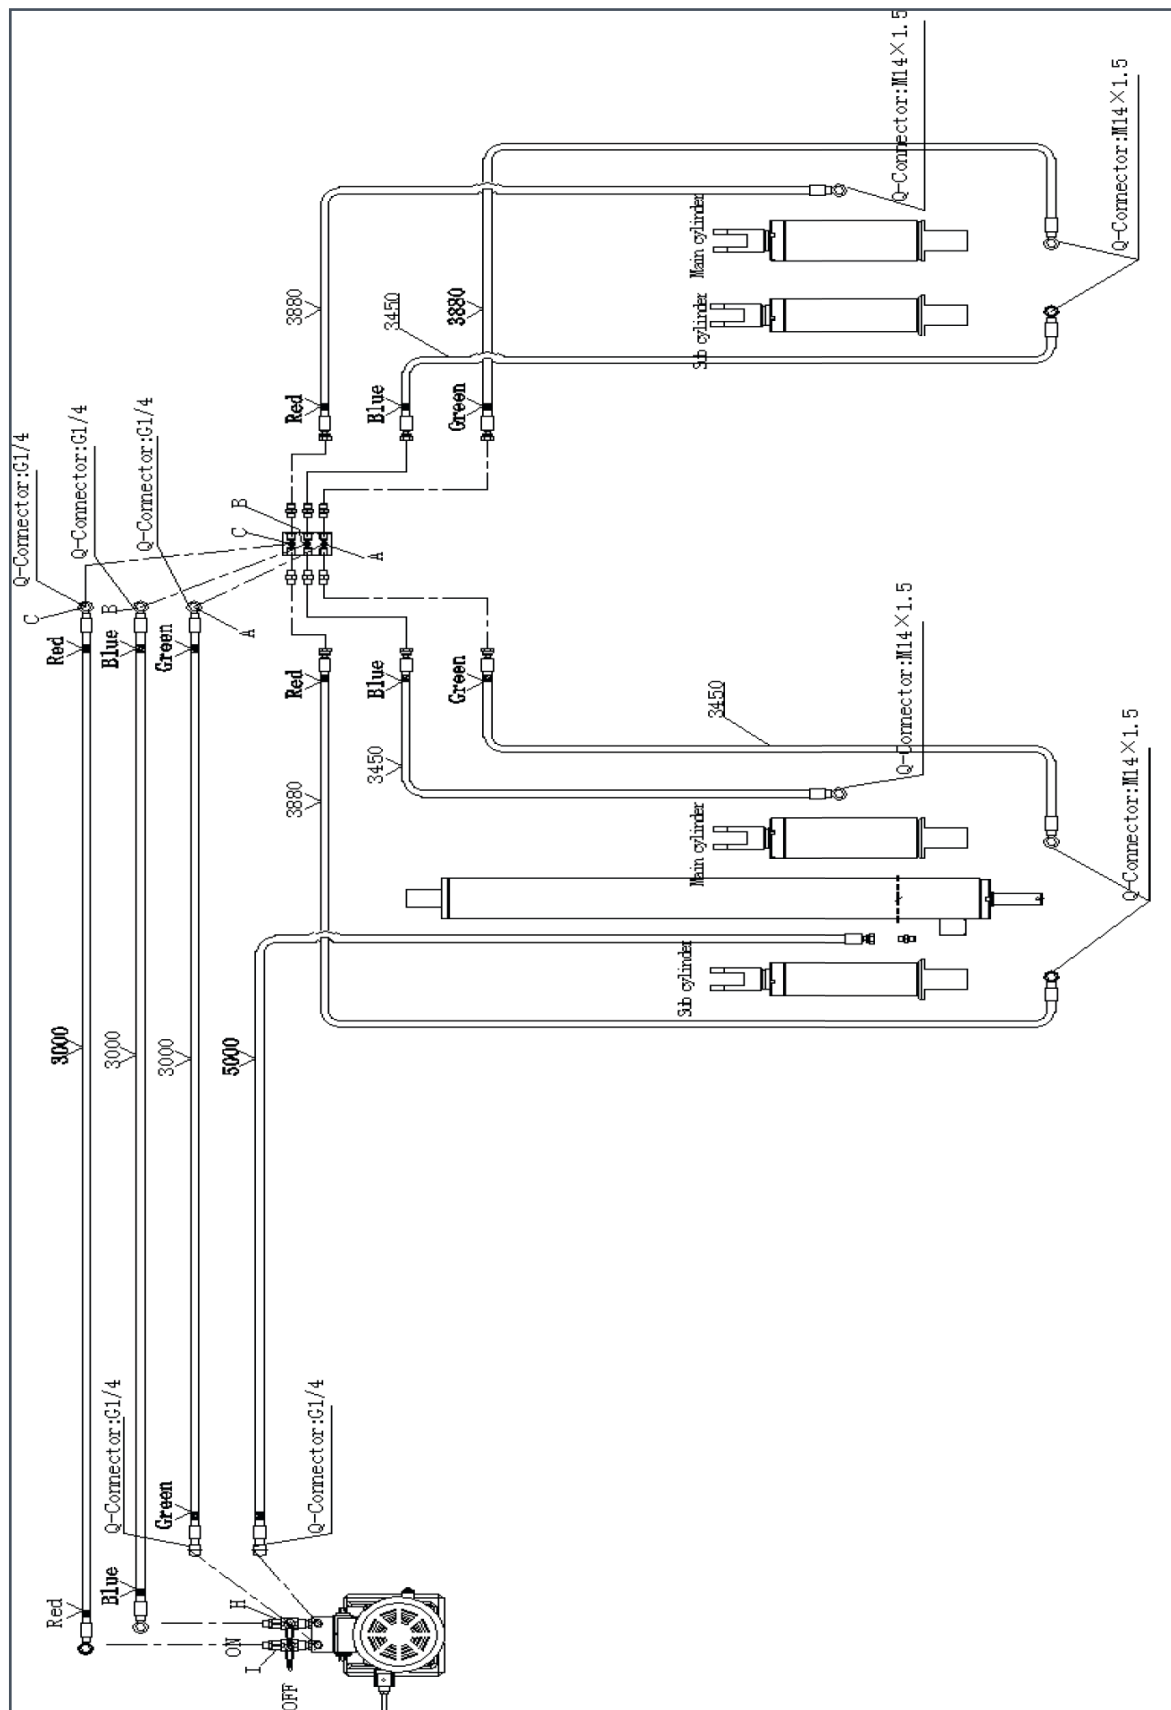 Q-Connector:M14×1.5
Q-Connector:M14×1.5
Main cylinder
Sub cylinder
3880
3450
3880
Red
Blue
Green
Q-Connector:G1/4
Q-Connector:G1/4
Q-Connector:G1/4
C
B
A
C
B
A
Red
Blue
Green
Red
Blue
Green
3450
3880
3450
Q-Connector:M14×1.5
Q-Connector:M14×1.5
Main cylinder
Sub cylinder
3000
3000
3000
5000
Q-Connector:G1/4
Q-Connector:G1/4
Red
Blue
Green
H
ON
I
OFF